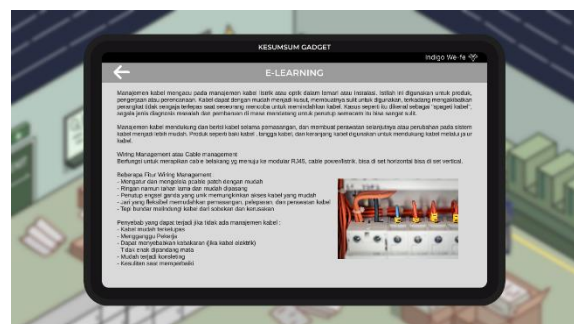 KESUMSUM GADGET
Indigo We-fe
E-LEARNING
Manajemen kabel mengacu pada manajemen kabel listrik atau optik dalam lemari atau instalasi. Istilah ini digunakan untuk produk,
pengerjaan atau perencanaan. Kabel dapat dengan mudah menjadi kusut, membuatnya sulit untuk digunakan, terkadang mengakibatkan
perangkat tidak sengaja terlepas saat seseorang mencoba untuk memindahkan kabel. Kasus seperti itu dikenal sebagai "spageti kabel",
segala jenis diagnosis masalah dan pembaruan di masa mendatang untuk penutup semacam itu bisa sangat sulit.
Manajemen kabel mendukung dan berisi kabel selama pemasangan, dan membuat perawatan selanjutnya atau perubahan pada sistem
kabel menjadi lebih mudah. Produk seperti baki kabel , tangga kabel, dan keranjang kabel digunakan untuk mendukung kabel melalui jalur
kabel.
Wiring Management atau Cable management
Berfungsi untuk merapikan cable belakang yg menuju ke modular RJ45, cable power/listrik, bisa di set horizontal bisa di set vertical.
Beberapa Fitur Wiring Management :
- Mengatur dan mengelola pcable patch dengan mudah
- Ringan namun tahan lama dan mudah dipasang
- Penutup engsel ganda yang unik memungkinkan akses kabel yang mudah
- Jari yang fleksibel memudahkan pemasangan, pelepasan, dan perawatan kabel
- Tepi bundar melindungi kabel dari sobekan dan kerusakan
Penyebab yang dapat terjadi jika tidak ada manajemen kabel :
- Kabel mudah terkelupas
- Mengganggu Pekerja
- Dapat menyebabkan kebakaran (jika kabel elektrik)
Tidak enak dipandang mata
- Mudah terjadi konsleting
- Kesulitan saat memperbaiki